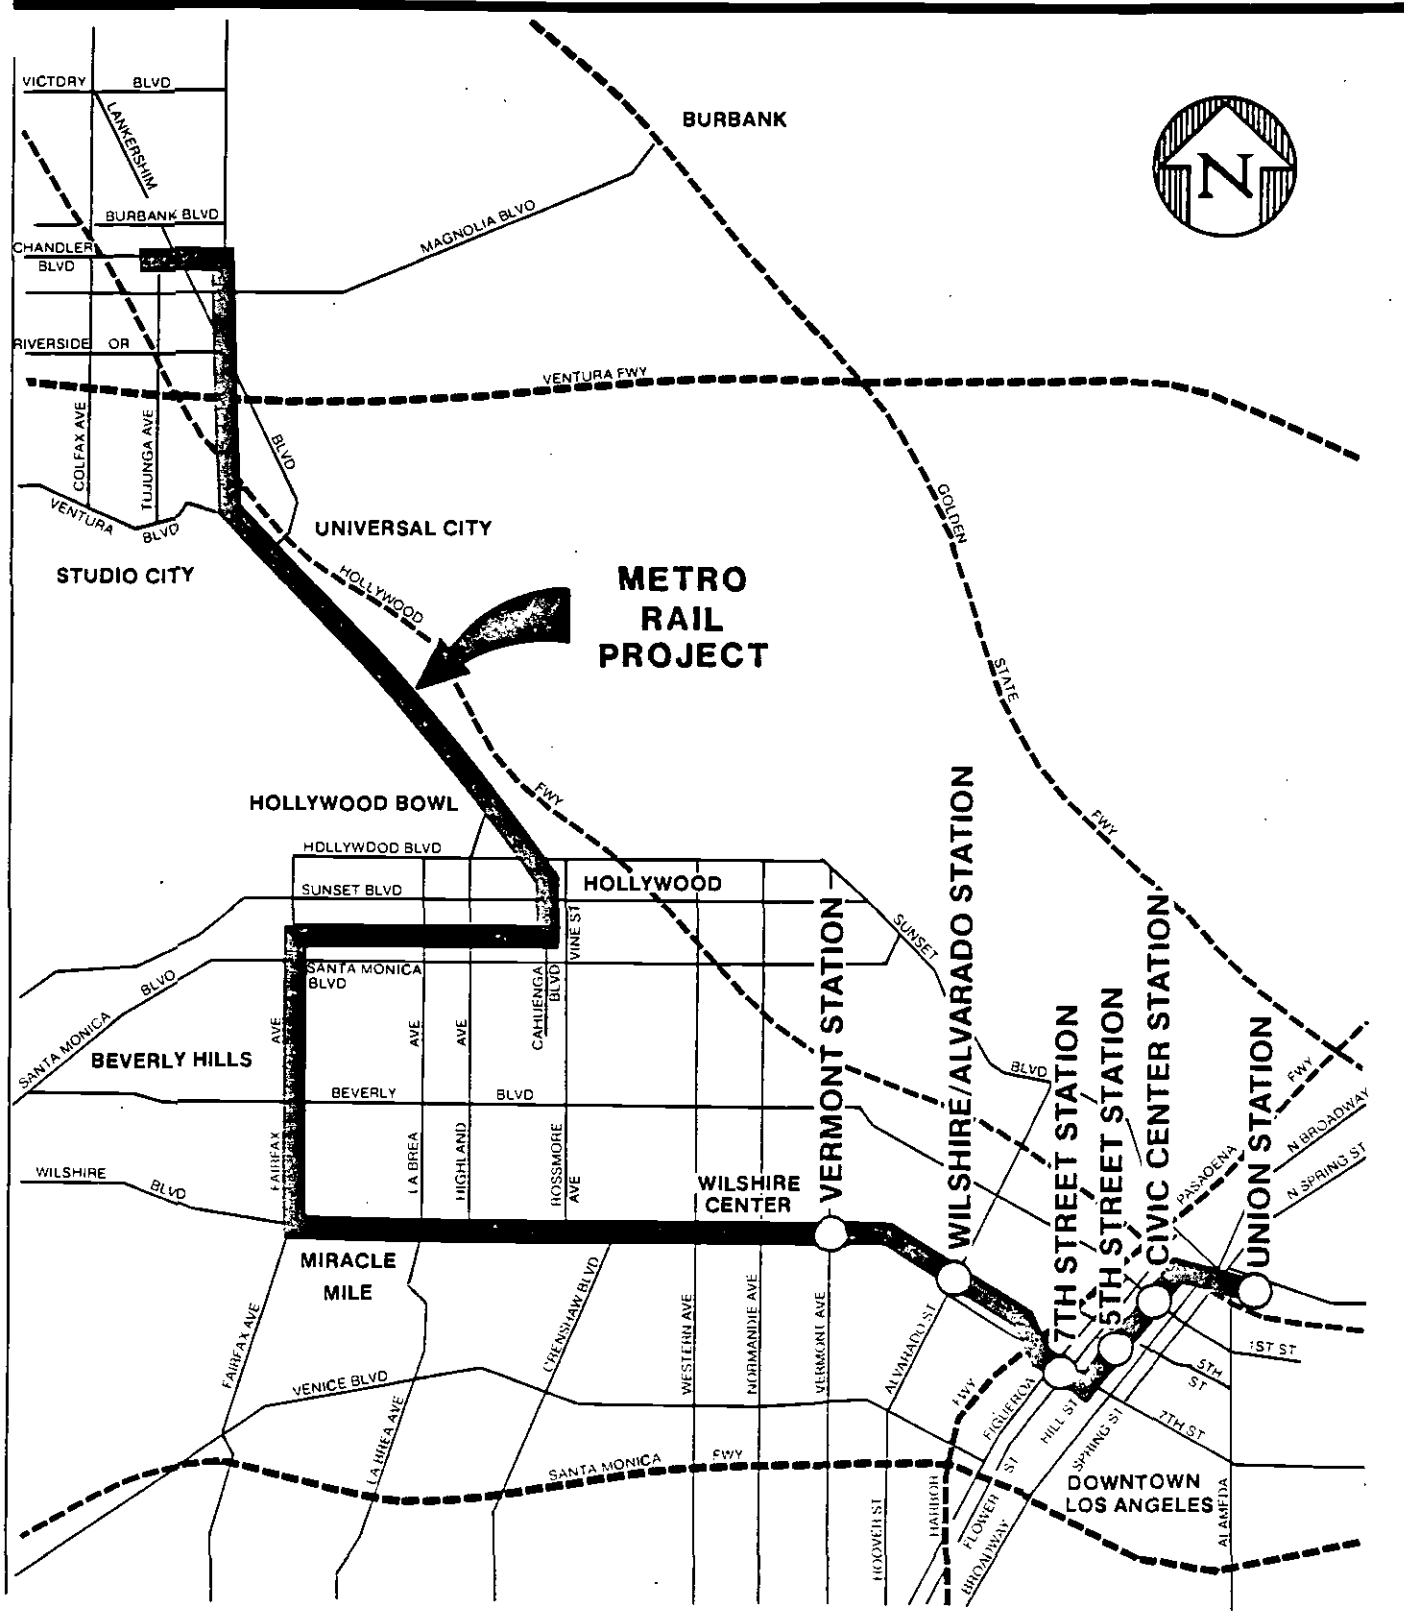 VICTORY BLVD
LANKERSHIM
BURBANK
N
BURBANK BLVD
MAGNOLIA BLVD
CHANDLER
BLVD
RIVERSIDE DR
VENTURA FWY
COLFAX AVE
TUJUNGA AVE
BLVD
GOLDEN
VENTURA
BLVD
UNIVERSAL CITY
STUDIO CITY
HOLLYWOOD
METRO
RAIL
PROJECT
STATE
HOLLYWOOD BOWL
FWY
FWY
HOLLYWOOD BLVD
SUNSET BLVD
HOLLYWOOD
VINE ST
SUNSET
SANTA MONICA
BLVD
CAHUENGA
BLVD
SANTA MONICA
BLVD
VERMONT STATION
WILSHIRE/ALVARADO STATION
7TH STREET STATION
5TH STREET STATION
CIVIC CENTER STATION
UNION STATION
BEVERLY HILLS
AVE
AVE
AVE
BLVD
FWY
BEVERLY BLVD
FAIRFAX
LA BREA
HIGHLAND
ROSSMORE
AVE
PASADENA
N BROADWAY
N SPRING ST
WILSHIRE
BLVD
WILSHIRE
CENTER
MIRACLE
MILE
FAIRFAX AVE
VENICE BLVD
LA BREA AVE
CRENSHAW BLVD
WESTERN AVE
NORMANDIE AVE
VERMONT AVE
ALVARADO ST
1ST ST
5TH
ST
7TH ST
FWY
FIGUEROA
ST
HILL ST
SPRING ST
SANTA MONICA FWY
DOWNTOWN
LOS ANGELES
HOOVER ST
HARBOR
FLOWER
BROADWAY
ALAMEDA